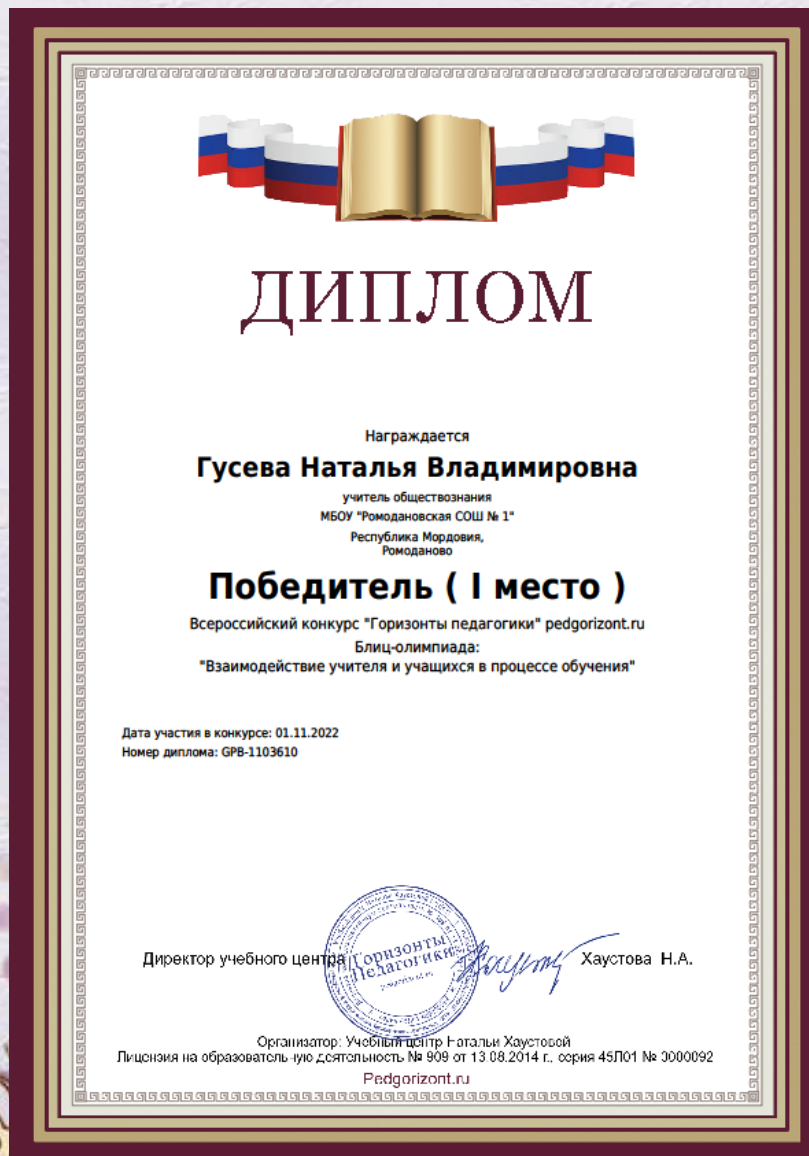 ДИПЛОМ
Награждается
Гусева Наталья Владимировна
учитель обществознания
МБОУ "Ромодановская СОШ № 1"
Республика Мордовия,
Ромоданово
Победитель ( I место )
Всероссийский конкурс "Горизонты педагогики" pedgorizont.ru
Блиц-олимпиада:
"Взаимодействие учителя и учащихся в процессе обучения"
Дата участия в конкурсе: 01.11.2022
Номер диплома: GPB-1103610
Горизонты
Педагогики
Директор учебного центра Хаустова Н.А.
Организатор: Учебный центр Натальи Хаустовой
Лицензия на образовательную деятельность № 909 от 13.08.2014 г., серия 45Л01 № 0000092
Pedgorizont.ru